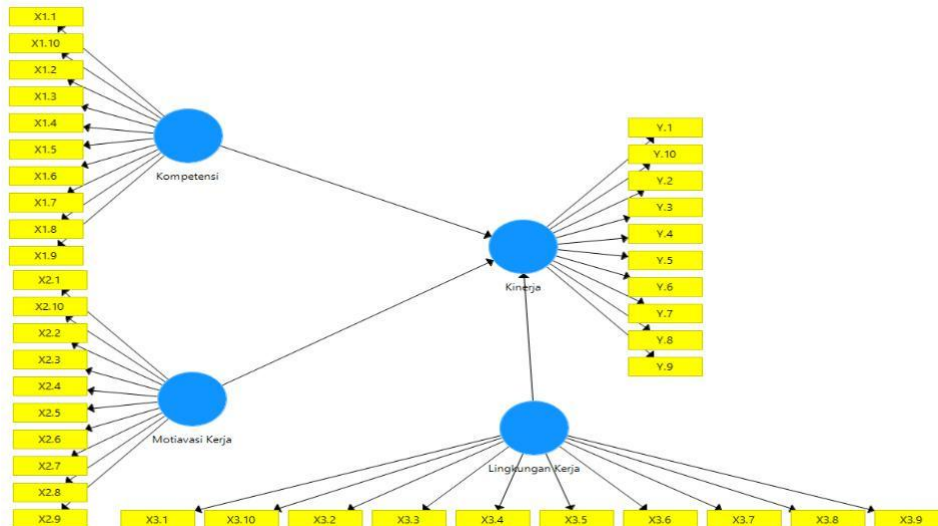 X1.1
X1.10
X1.2
X1.3
X1.4
X1.5
X1.6
X1.7
X1.8
X1.9
Kompetensi
X2.1
X2.10
X2.2
X2.3
X2.4
X2.5
X2.6
X2.7
X2.8
X2.9
Motiavasi Kerja
Kinerja
Y.1
Y.10
Y.2
Y.3
Y.4
Y.5
Y.6
Y.7
Y.8
Y.9
Lingkungan Kerja
X3.1 X3.10 X3.2 X3.3 X3.4 X3.5 X3.6 X3.7 X3.8 X3.9